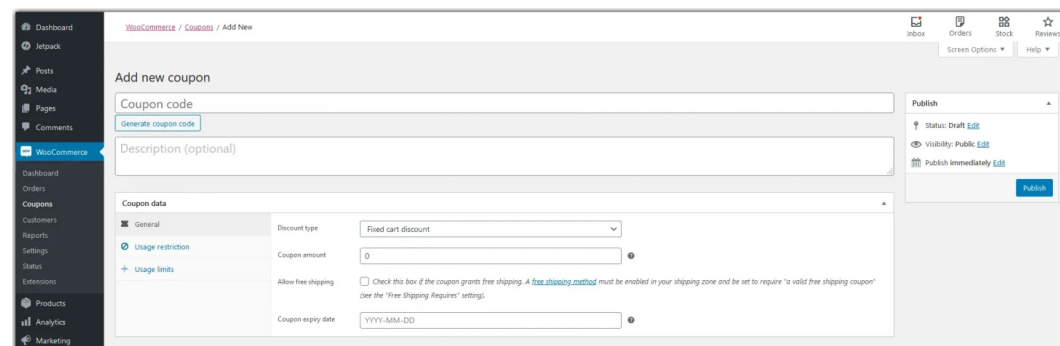 Dashboard
Jetpack
Posts
Media
Pages
Comments
WooCommerce
Dashboard
Orders
Coupons
Customers
Reports
Settings
Status
Extensions
Products
Analytics
Marketing
WooCommerce / Coupons / Add New
Inbox
Orders
Stock
Reviews
Screen Options ▼
Help ▼
Add new coupon
Coupon code
Generate coupon code
Description (optional)
Coupon data
General
Usage restriction
Usage limits
Discount type
Fixed cart discount
Coupon amount
0
Allow free shipping
Check this box if the coupon grants free shipping. A free shipping method must be enabled in your shipping zone and be set to require "a valid free shipping coupon"
(see the "Free Shipping Requires" setting).
Coupon expiry date
YYYY-MM-DD
Publish
Status: Draft Edit
Visibility: Public Edit
Publish immediately Edit
Publish